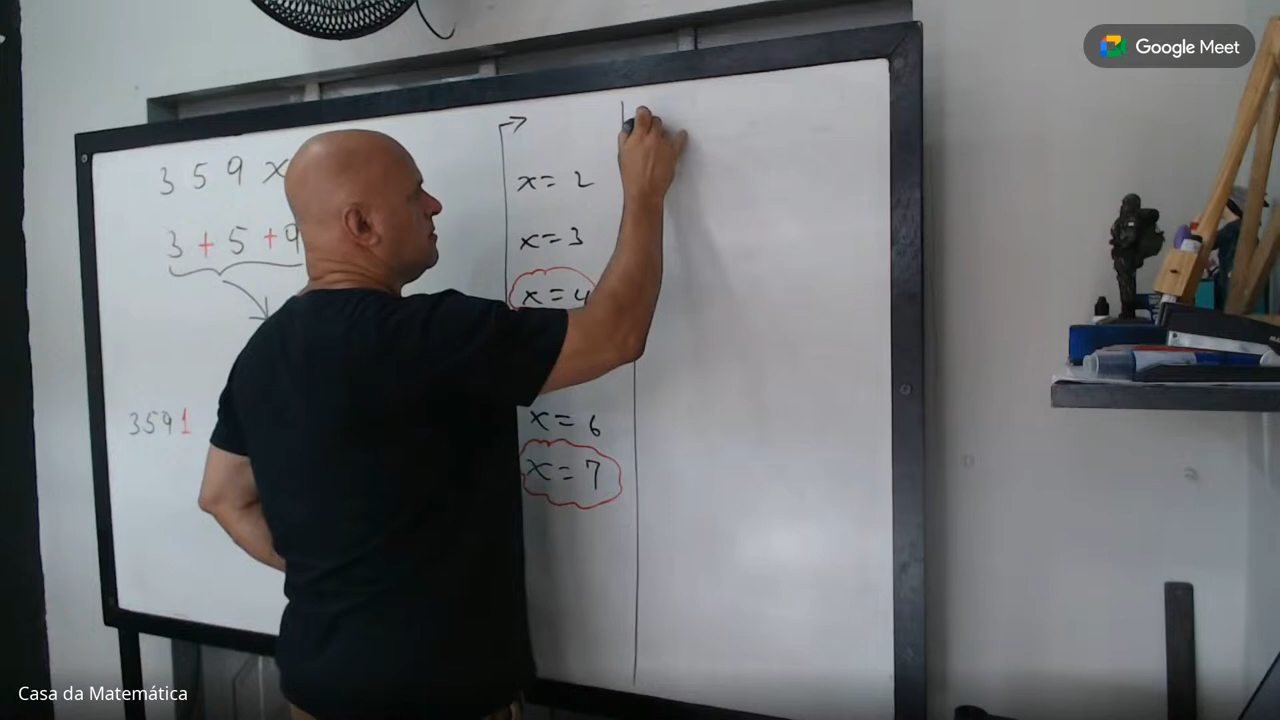 Google Meet
3 5 9 x
3 + 5 + 9
3591
x = 2
x = 3
x = 4
x = 6
x = 7
Casa da Matemática